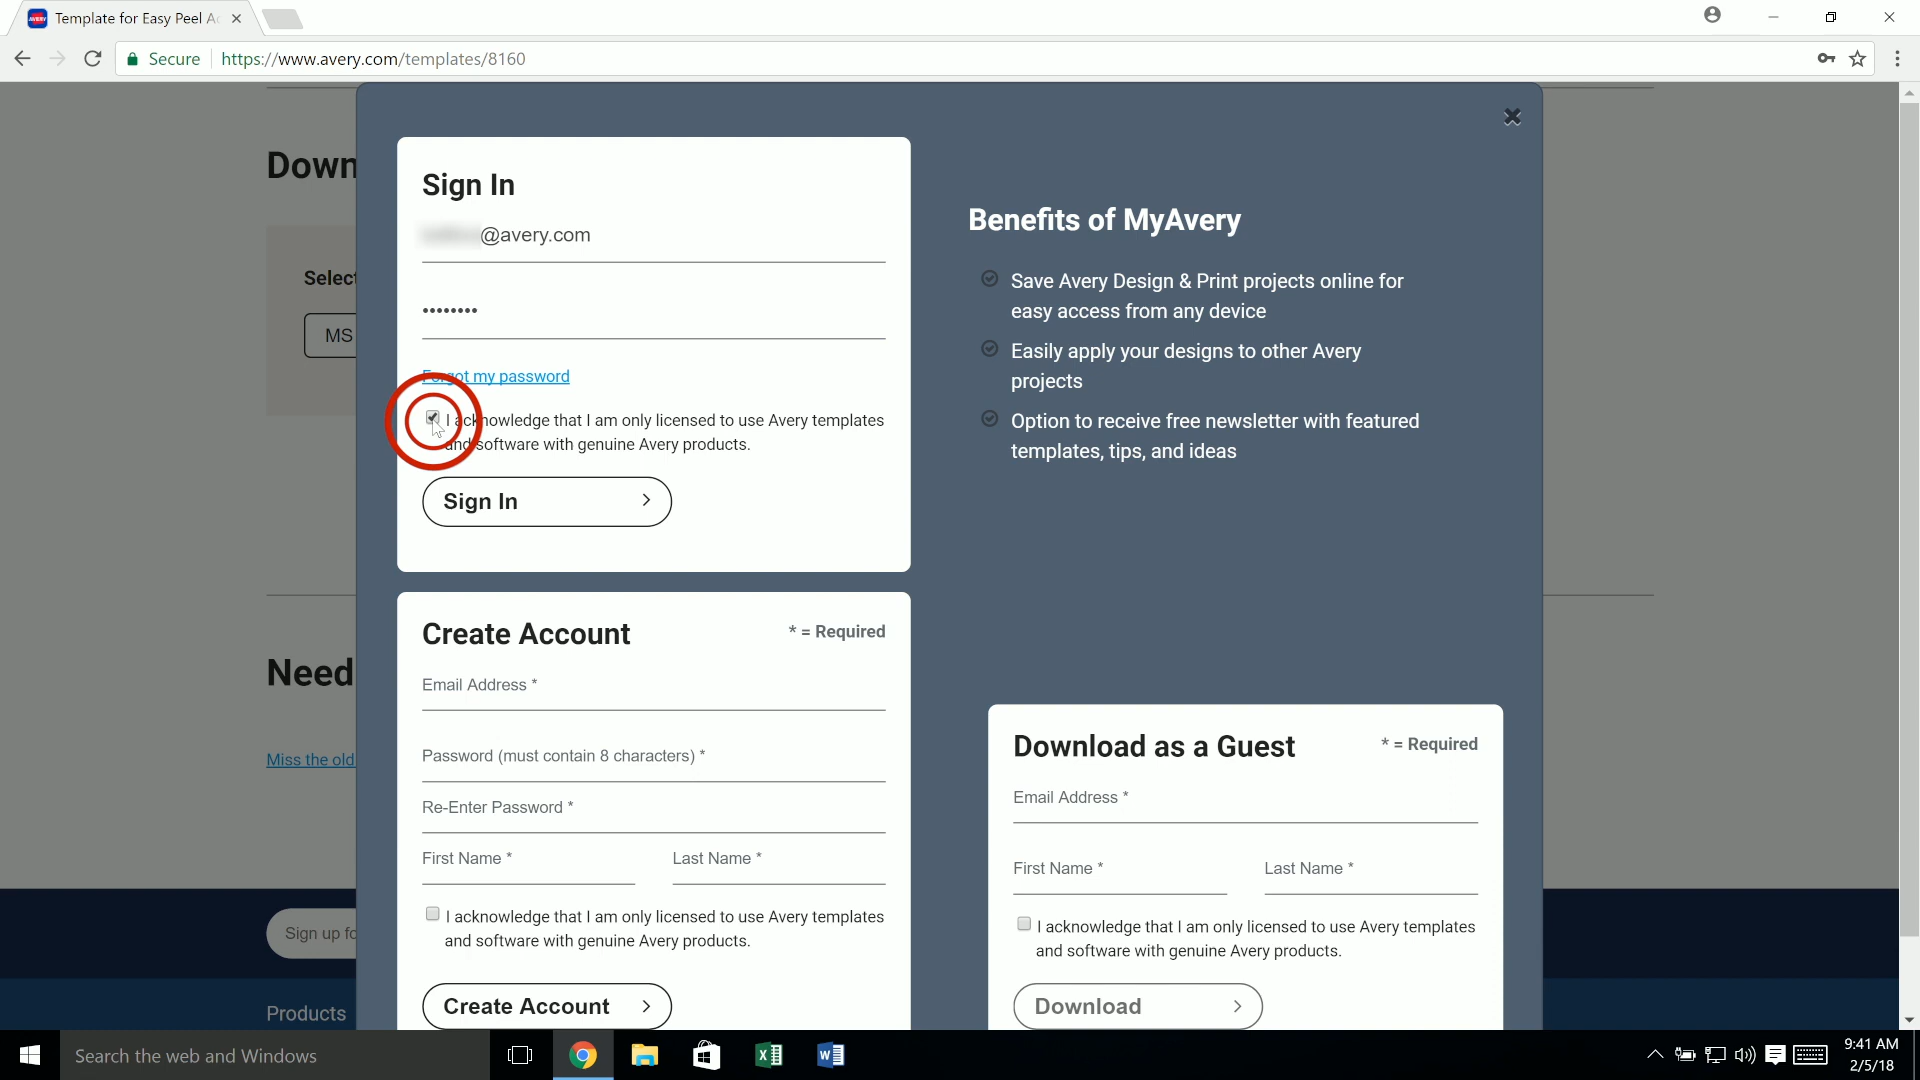 AVERY
Template for Easy Peel A
Secure
https://www.avery.com/templates/8160
Down
Select
MS
Need
Miss the old
Sign up fo
Products
Sign In
@avery.com
••••••••
Forgot my password
I acknowledge that I am only licensed to use Avery templates
and software with genuine Avery products.
Sign In
Benefits of MyAvery
Save Avery Design & Print projects online for
easy access from any device
Easily apply your designs to other Avery
projects
Option to receive free newsletter with featured
templates, tips, and ideas
Create Account
* = Required
Email Address *
Password (must contain 8 characters) *
Re-Enter Password *
First Name *
Last Name *
I acknowledge that I am only licensed to use Avery templates
and software with genuine Avery products.
Create Account
Download as a Guest
* = Required
Email Address *
First Name *
Last Name *
I acknowledge that I am only licensed to use Avery templates
and software with genuine Avery products.
Download
Search the web and Windows
9:41 AM
2/5/18